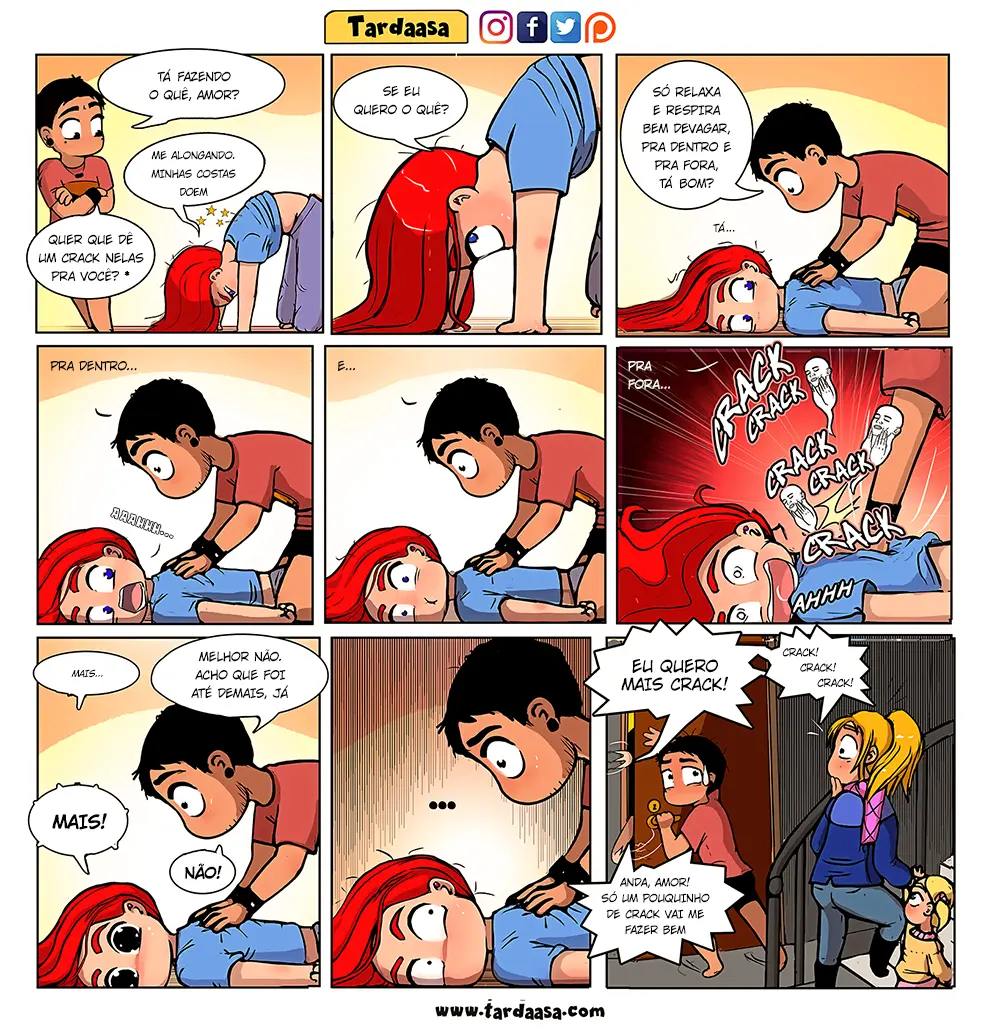 Tardaasa
TÁ FAZENDO
O QUÊ, AMOR?
ME ALONGANDO.
MINHAS COSTAS
DOEM
QUER QUE DÊ
UM CRACK NELAS
PRA VOCÊ? *
SE EU
QUERO O QUÊ?
SÓ RELAXA
E RESPIRA
BEM DEVAGAR,
PRA DENTRO E
PRA FORA,
TÁ BOM?
TÁ...
PRA DENTRO...
AAAHHH...
E...
PRA
FORA...
CRACK
CRACK
CRACK
CRACK
CRACK
AHHH
MAIS...
MELHOR NÃO.
ACHO QUE FOI
ATÉ DEMAIS, JÁ
MAIS!
NÃO!
...
EU QUERO
MAIS CRACK!
CRACK!
CRACK!
CRACK!
ANDA, AMOR!
SÓ UM POUQUINHO
DE CRACK VAI ME
FAZER BEM
www.tardaasa.com